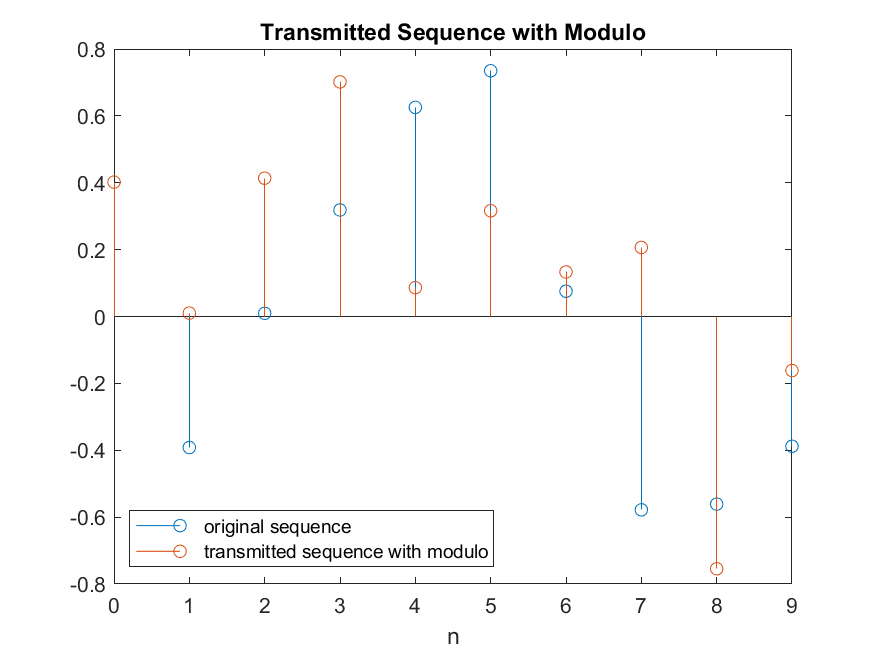 Transmitted Sequence with Modulo
0.8
0.6
0.4
0.2
0
-0.2
-0.4
-0.6
-0.8
original sequence
transmitted sequence with modulo
0 1 2 3 4 5 6 7 8 9
n